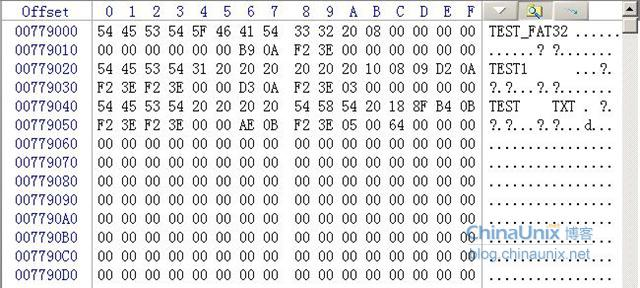 Offset 0 1 2 3 4 5 6 7 8 9 A B C D E F
00779000 54 45 53 54 5F 46 41 54 33 32 20 08 00 00 00 00 TEST_FAT32 ......
00779010 00 00 00 00 00 00 B9 0A F2 3E 00 00 00 00 00 00 ......? ?.......
00779020 54 45 53 54 31 20 20 20 20 20 20 10 08 09 D2 0A TEST1 ...?.
00779030 F2 3E F2 3E 00 00 D3 0A F2 3E 03 00 00 00 00 00 ?.?...?.?.......
00779040 54 45 53 54 20 20 20 20 54 58 54 20 18 8F B4 0B TEST TXT . ?.
00779050 F2 3E F2 3E 00 00 AE 0B F2 3E 05 00 64 00 00 00 ?.?...?.?...d...
00779060 00 00 00 00 00 00 00 00 00 00 00 00 00 00 00 00 ................
00779070 00 00 00 00 00 00 00 00 00 00 00 00 00 00 00 00 ................
00779080 00 00 00 00 00 00 00 00 00 00 00 00 00 00 00 00 ................
00779090 00 00 00 00 00 00 00 00 00 00 00 00 00 00 00 00 ................
007790A0 00 00 00 00 00 00 00 00 00 00 00 00 00 00 00 00 ................
007790B0 00 00 00 00 00 00 00 00 00 00 00 00 00 00 00 00
ChinaUnix 博客
007790C0 00 00 00 00 00 00 00 00 00 00 00 00 00 00 00 00
blog.chinaunix.net
007790D0 00 00 00 00 00 00 00 00 00 00 00 00 00 00 00 00 ................